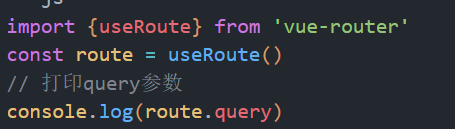 import {useRoute} from 'vue-router'
const route = useRoute()
// 打印query参数
console.log(route.query)